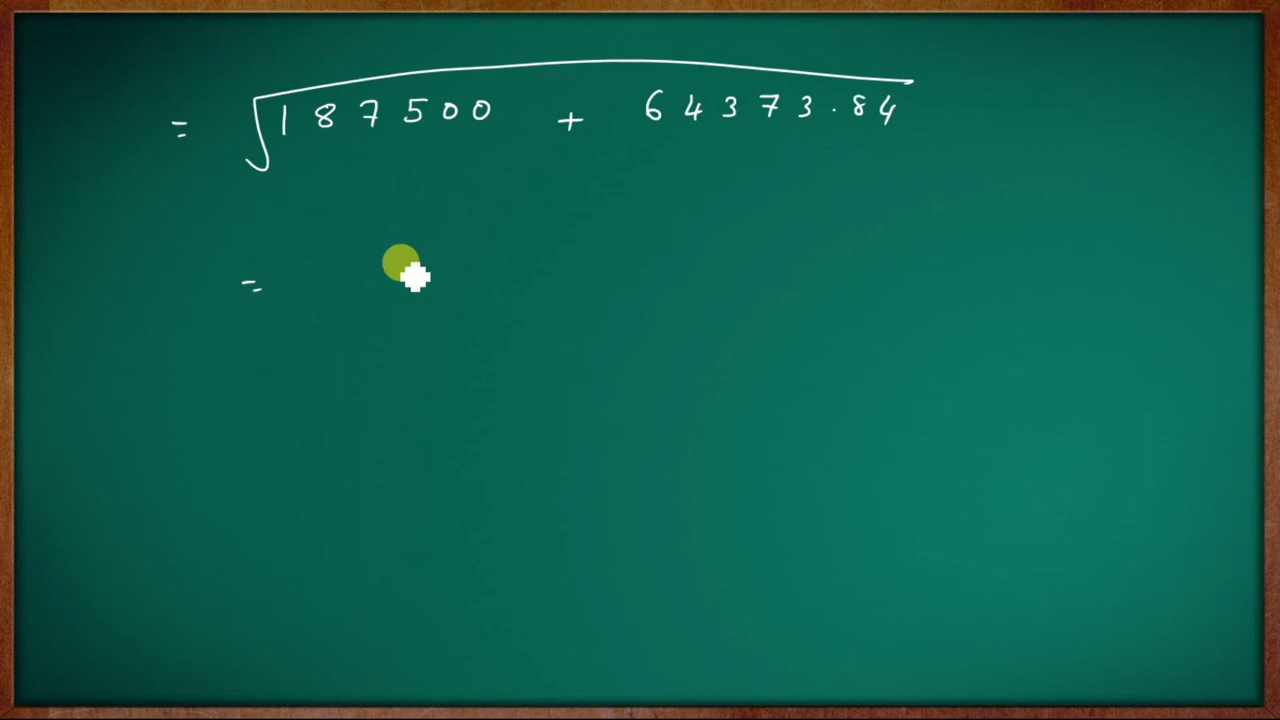 = √187500 + 64373.84
=